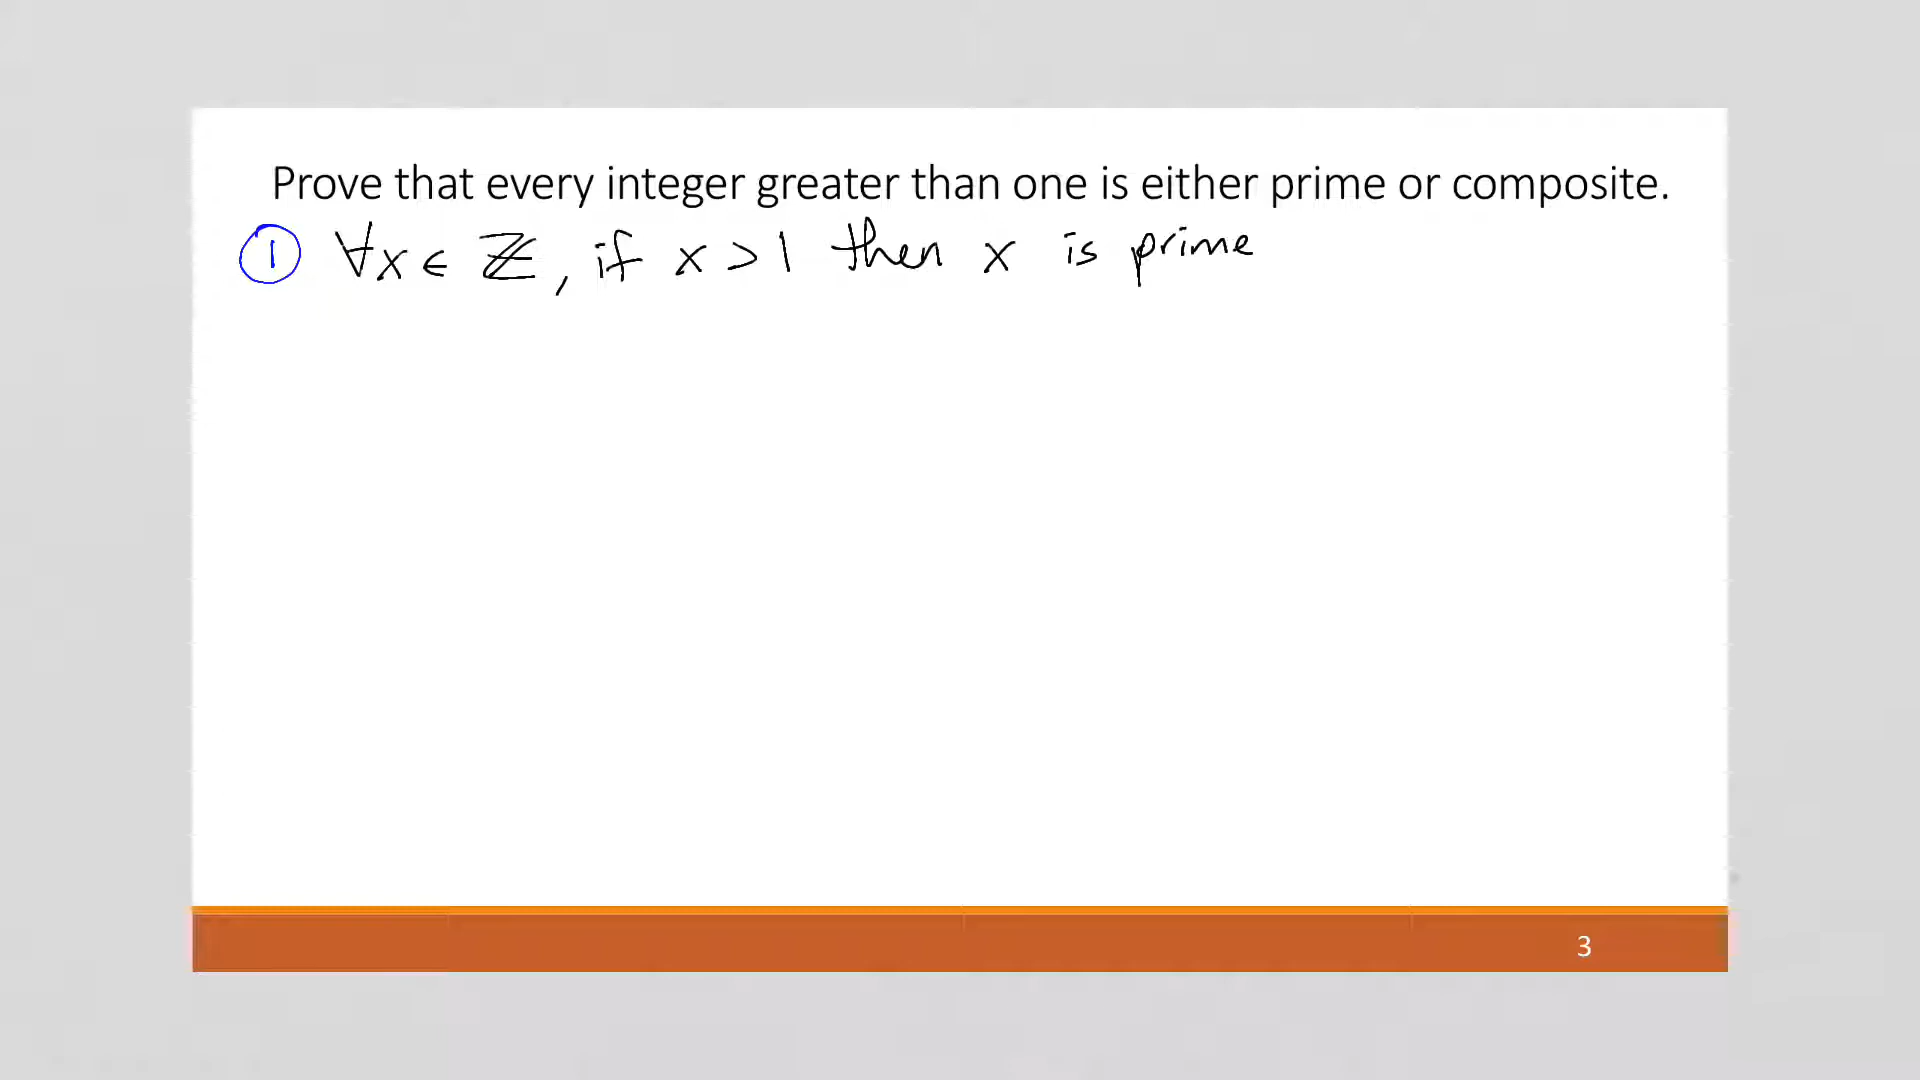 Prove that every integer greater than one is either prime or composite.
① ∀x ∈ ℤ, if x > 1 then x is prime
3